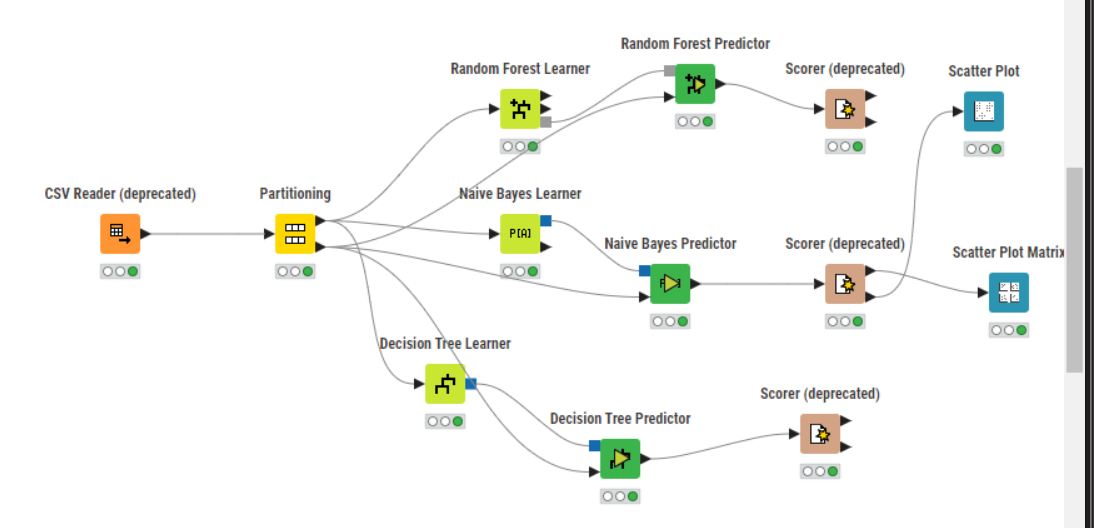 Random Forest Predictor
Random Forest Learner
Scorer (deprecated)
Scatter Plot
CSV Reader (deprecated)
Partitioning
Naive Bayes Learner
P[A]
Naive Bayes Predictor
Scorer (deprecated)
Scatter Plot Matrix
Decision Tree Learner
Scorer (deprecated)
Decision Tree Predictor